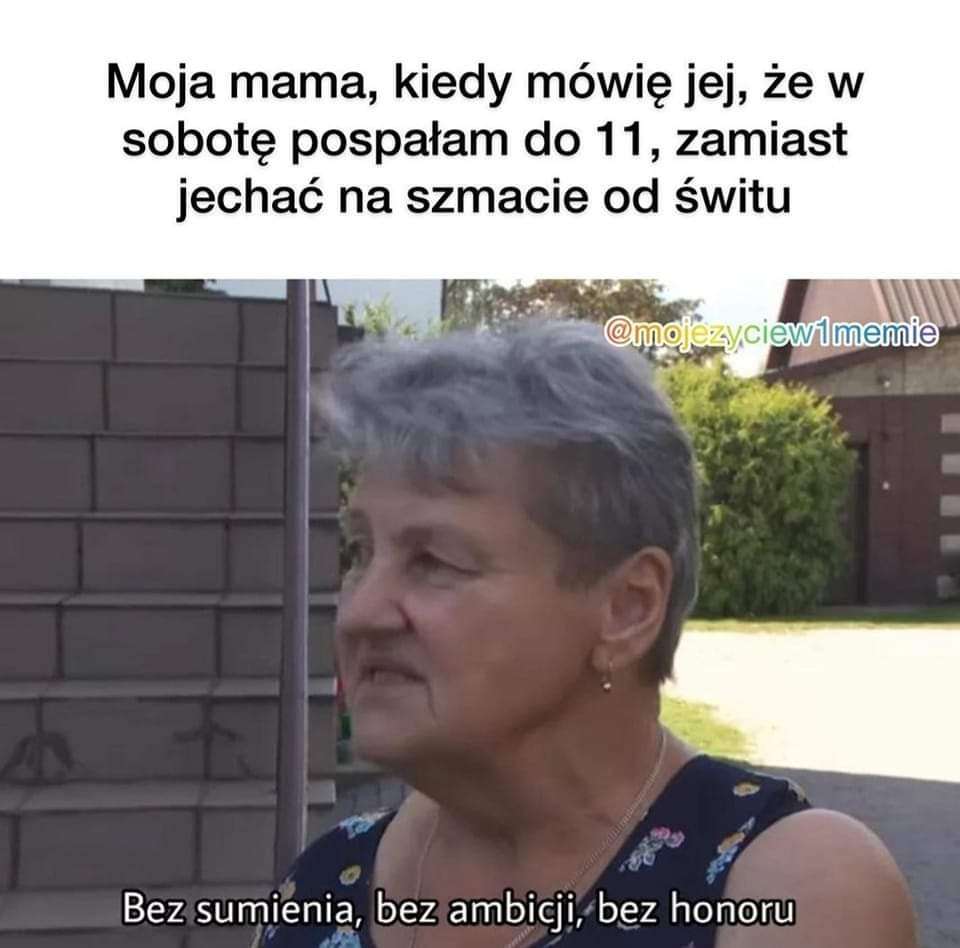 Moja mama, kiedy mówię jej, że w
sobotę pospałam do 11, zamiast
jechać na szmacie od świtu
@mojezyciew1memie
Bez sumienia, bez ambicji, bez honoru